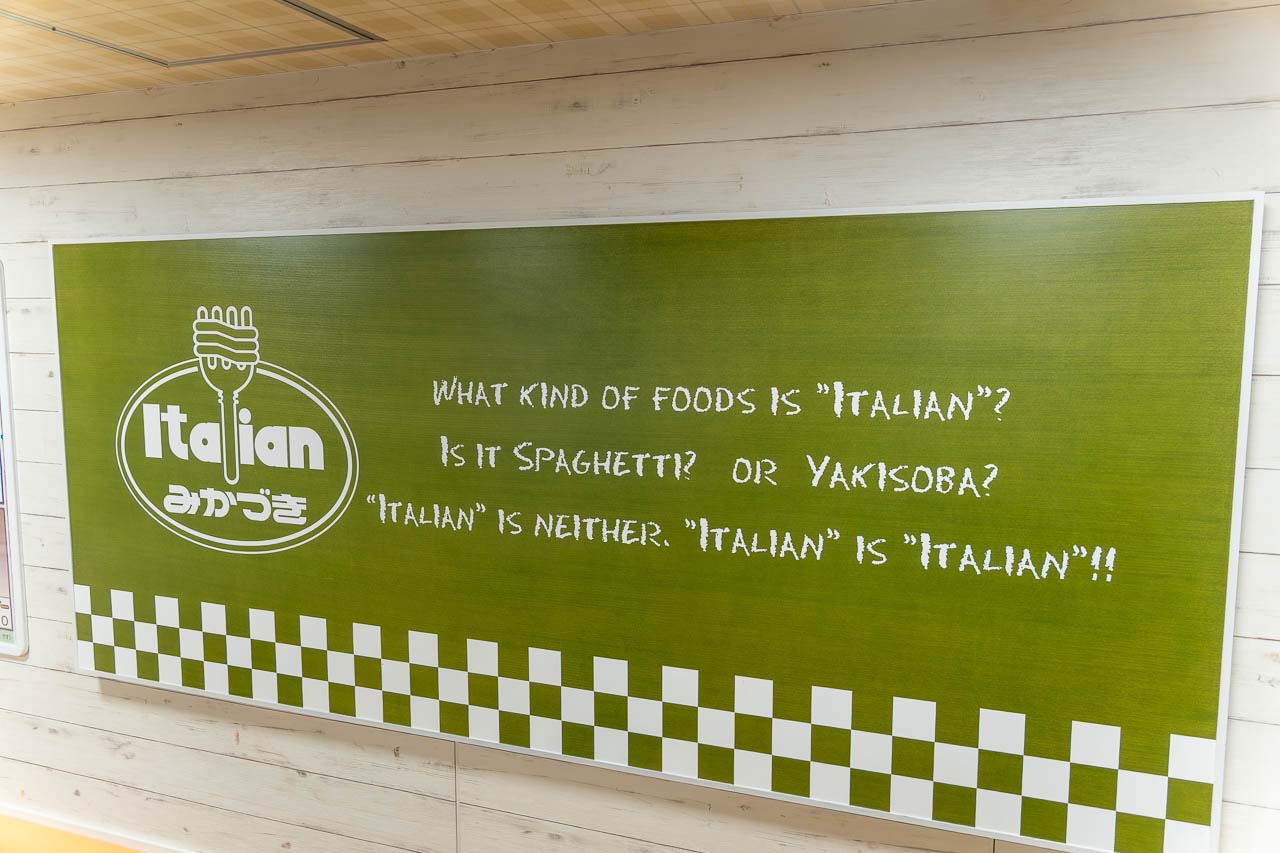 Italian
みかづき
WHAT KIND OF FOODS IS ”ITALIAN”?
IS IT SPAGHETTI? OR YAKISOBA?
“ITALIAN” IS NEITHER. ”ITALIAN” IS ”ITALIAN”!!